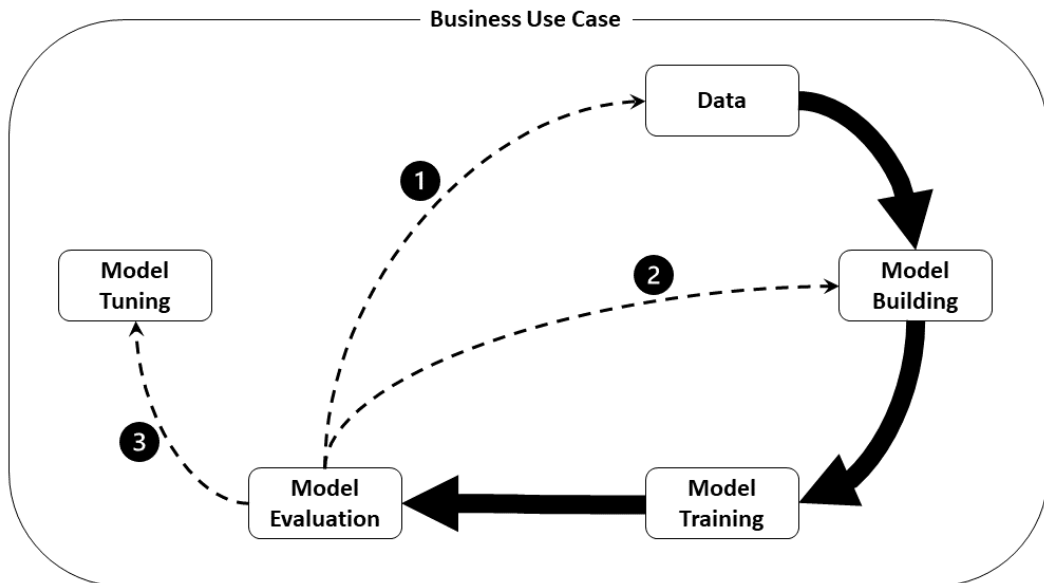 Business Use Case
Data
1
Model
Tuning
2
Model
Building
3
Model
Evaluation
Model
Training